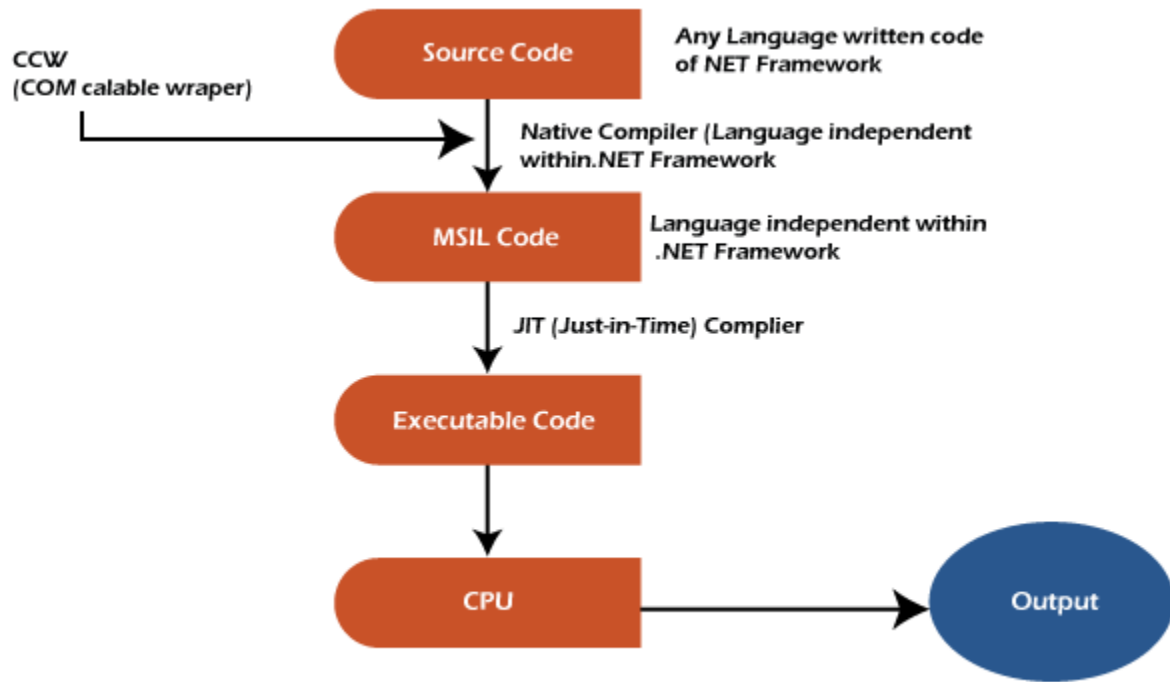 Source Code
Any Language written code
of NET Framework
CCW
(COM calable wraper)
Native Compiler (Language independent
within.NET Framework
MSIL Code
Language independent within
.NET Framework
JIT (Just-in-Time) Complier
Executable Code
CPU
Output